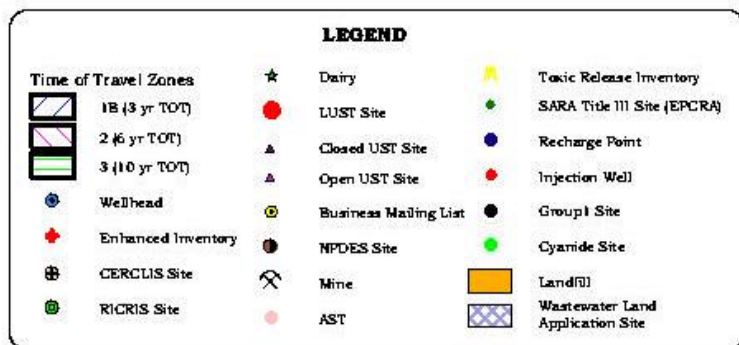 LEGEND
Time of Travel Zones
1B (3 yr TOT)
2 (6 yr TOT)
3 (10 yr TOT)
Wellhead
Enhanced Inventory
CERCLIS Site
RICRIS Site
Dairy
LUST Site
Closed UST Site
Open UST Site
Business Mailing List
NPDES Site
Mine
AST
Toxic Release Inventory
SARA Title III Site (EPCRA)
Recharge Point
Injection Well
Group1 Site
Cyanide Site
Landfill
Wastewater Land
Application Site